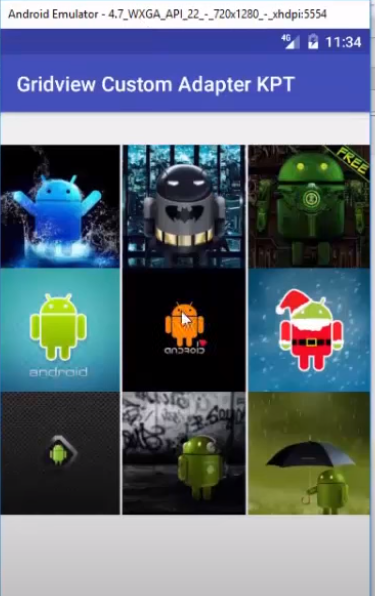 Android Emulator - 4.7_WXGA_API_22_-_720x1280_-_xhdpi:5554
4G 11:34
Gridview Custom Adapter KPT
FREE
android
android